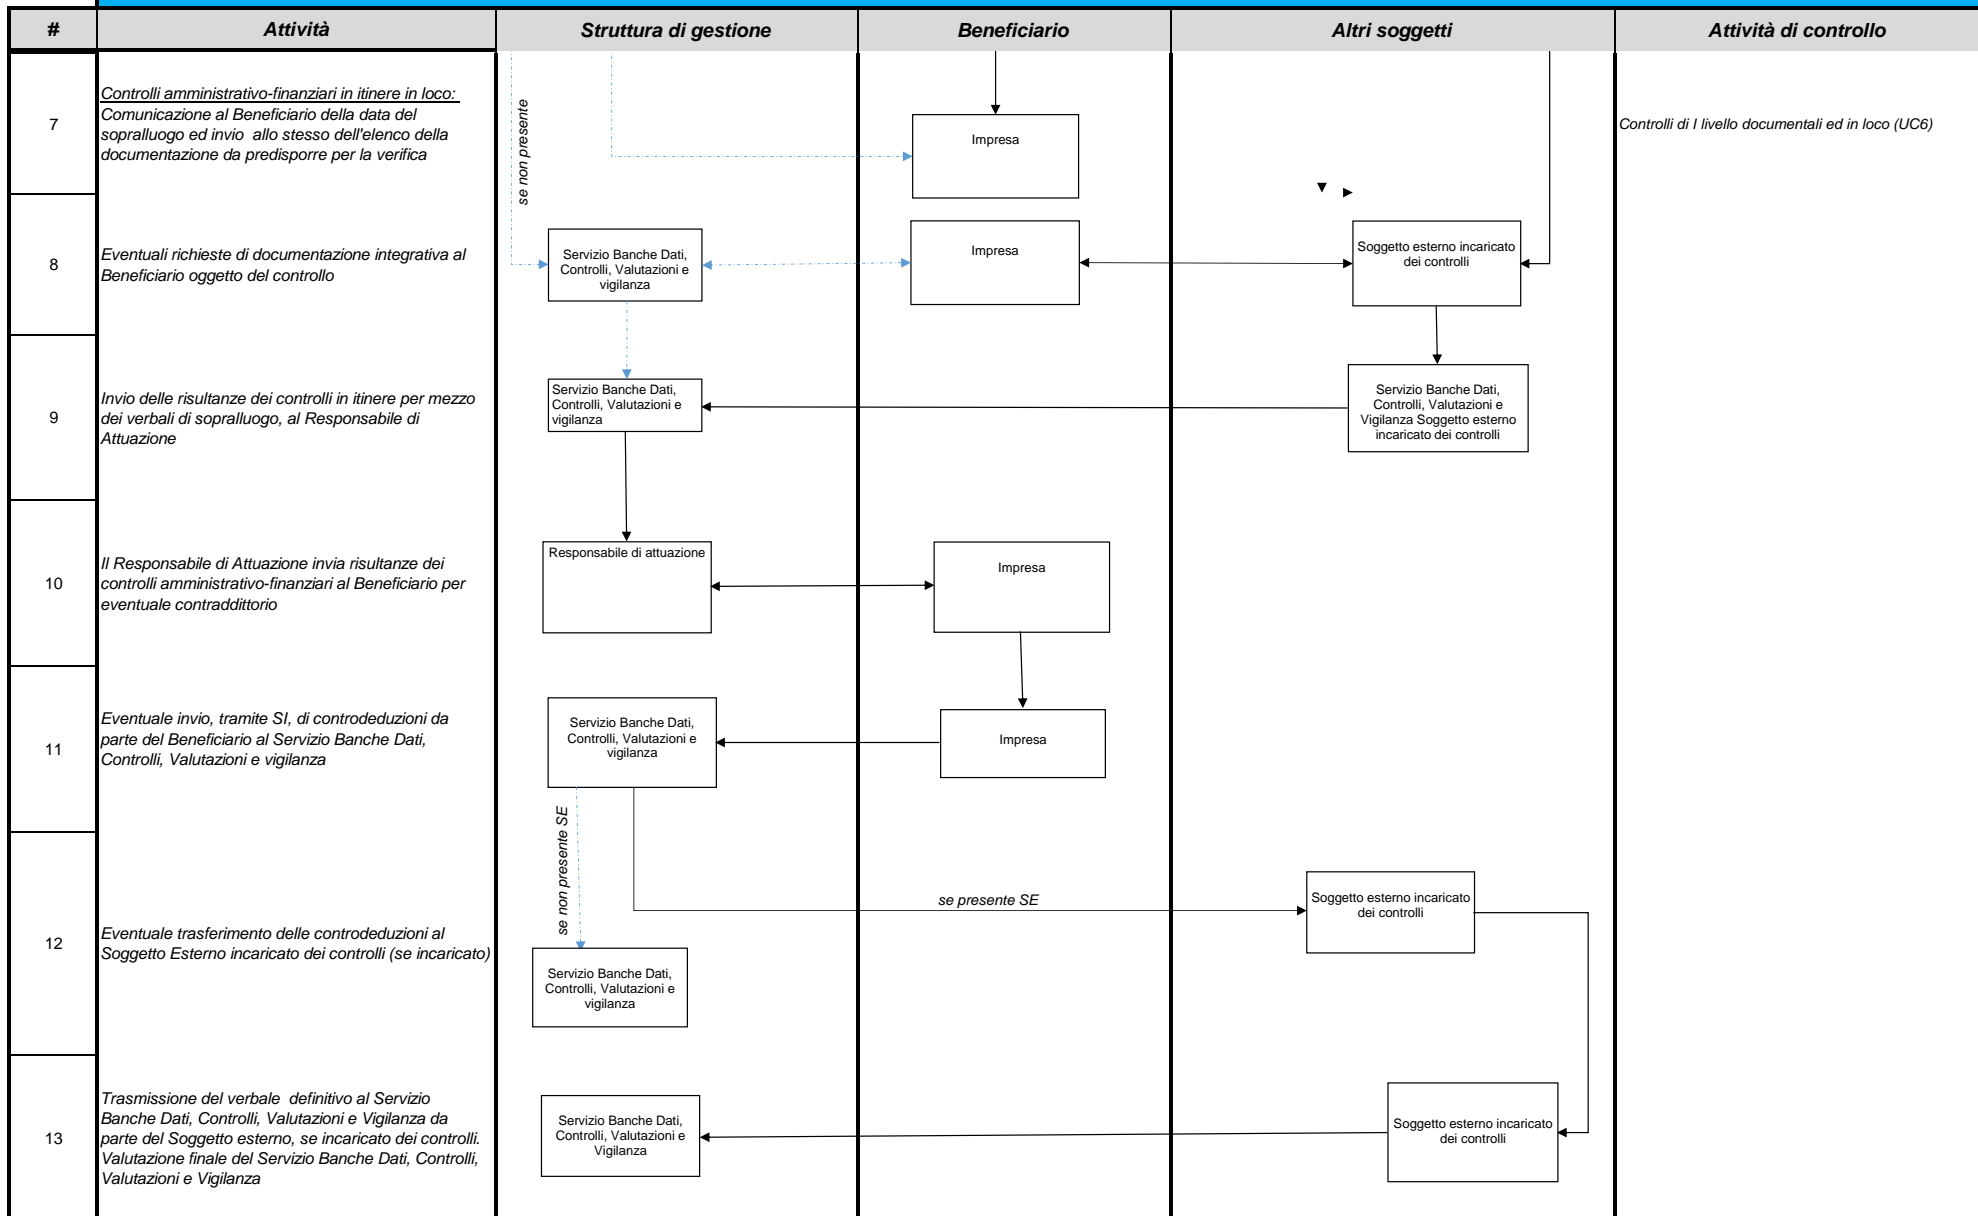 #
Attività
Struttura di gestione
Beneficiario
Altri soggetti
Attività di controllo
7
Controlli amministrativo-finanziari in itinere in loco:
Comunicazione al Beneficiario della data del
sopralluogo ed invio  allo stesso dell'elenco della
documentazione da predisporre per la verifica
se non presente
Impresa
Controlli di I livello documentali ed in loco (UC6)
8
Eventuali richieste di documentazione integrativa al
Beneficiario oggetto del controllo
Servizio Banche Dati,
Controlli, Valutazioni e
vigilanza
Impresa
Soggetto esterno incaricato
dei controlli
9
Invio delle risultanze dei controlli in itinere per mezzo
dei verbali di sopralluogo, al Responsabile di
Attuazione
Servizio Banche Dati,
Controlli, Valutazioni e
vigilanza
Servizio Banche Dati,
Controlli, Valutazioni e
Vigilanza Soggetto esterno
incaricato dei controlli
10
Il Responsabile di Attuazione invia risultanze dei
controlli amministrativo-finanziari al Beneficiario per
eventuale contraddittorio
Responsabile di attuazione
Impresa
11
Eventuale invio, tramite SI, di controdeduzioni da
parte del Beneficiario al Servizio Banche Dati,
Controlli, Valutazioni e vigilanza
Servizio Banche Dati,
Controlli, Valutazioni e
vigilanza
Impresa
12
Eventuale trasferimento delle controdeduzioni al
Soggetto Esterno incaricato dei controlli (se incaricato)
se non presente SE
se presente SE
Soggetto esterno incaricato
dei controlli
Servizio Banche Dati,
Controlli, Valutazioni e
vigilanza
13
Trasmissione del verbale  definitivo al Servizio
Banche Dati, Controlli, Valutazioni e Vigilanza da
parte del Soggetto esterno, se incaricato dei controlli.
Valutazione finale del Servizio Banche Dati, Controlli,
Valutazioni e Vigilanza
Servizio Banche Dati,
Controlli, Valutazioni e
Vigilanza
Soggetto esterno incaricato
dei controlli